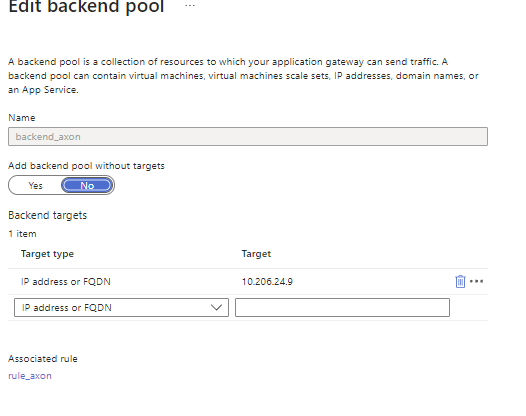 Edit backend pool ...
A backend pool is a collection of resources to which your application gateway can send traffic. A
backend pool can contain virtual machines, virtual machines scale sets, IP addresses, domain names, or
an App Service.
Name
backend_axon
Add backend pool without targets
Yes No
Backend targets
1 item
Target type Target
IP address or FQDN 10.206.24.9
IP address or FQDN
Associated rule
rule_axon